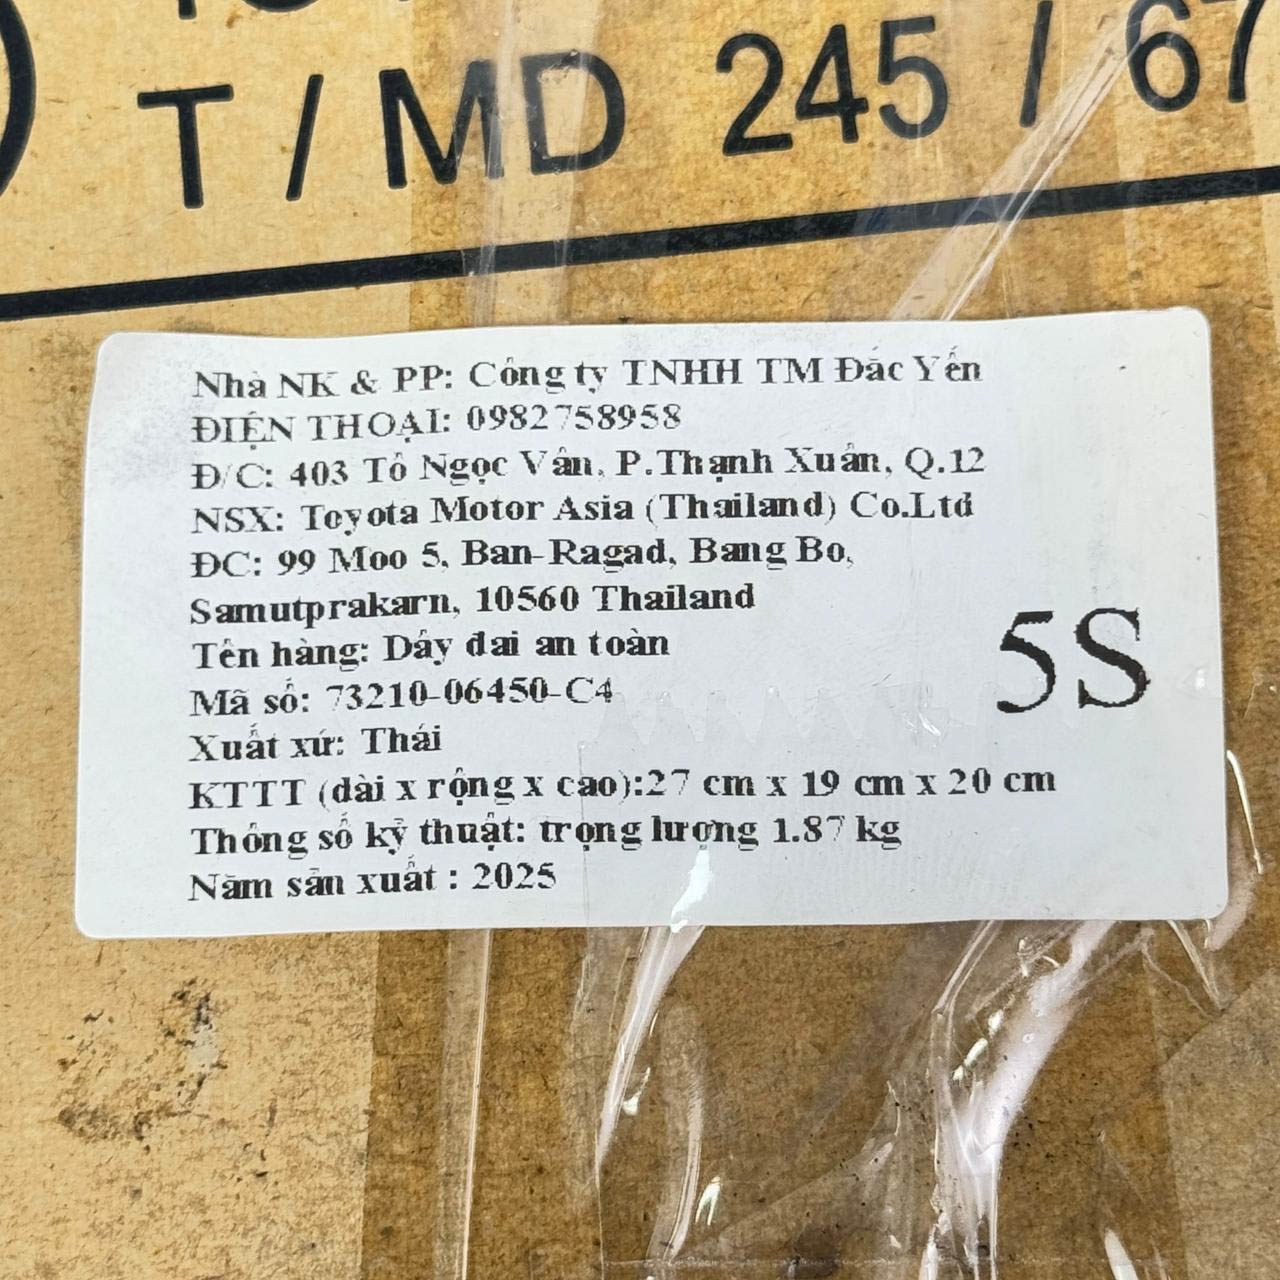 T / MD 245 / 67
Nhà NK & PP: Công ty TNHH TM Đắc Yến
ĐIỆN THOẠI: 0982758958
Đ/C: 403 Tô Ngọc Vân, P.Thạnh Xuân, Q.12
NSX: Toyota Motor Asia (Thailand) Co.Ltd
ĐC: 99 Moo 5, Ban-Ragad, Bang Bo,
Samutprakarn, 10560 Thailand
5S
Tên hàng: Dây đai an toàn
Mã số: 73210-06450-C4
Xuất xứ: Thái
KTTT (dài x rộng x cao):27 cm x 19 cm x 20 cm
Thông số kỹ thuật: trọng lượng 1.87 kg
Năm sản xuất : 2025